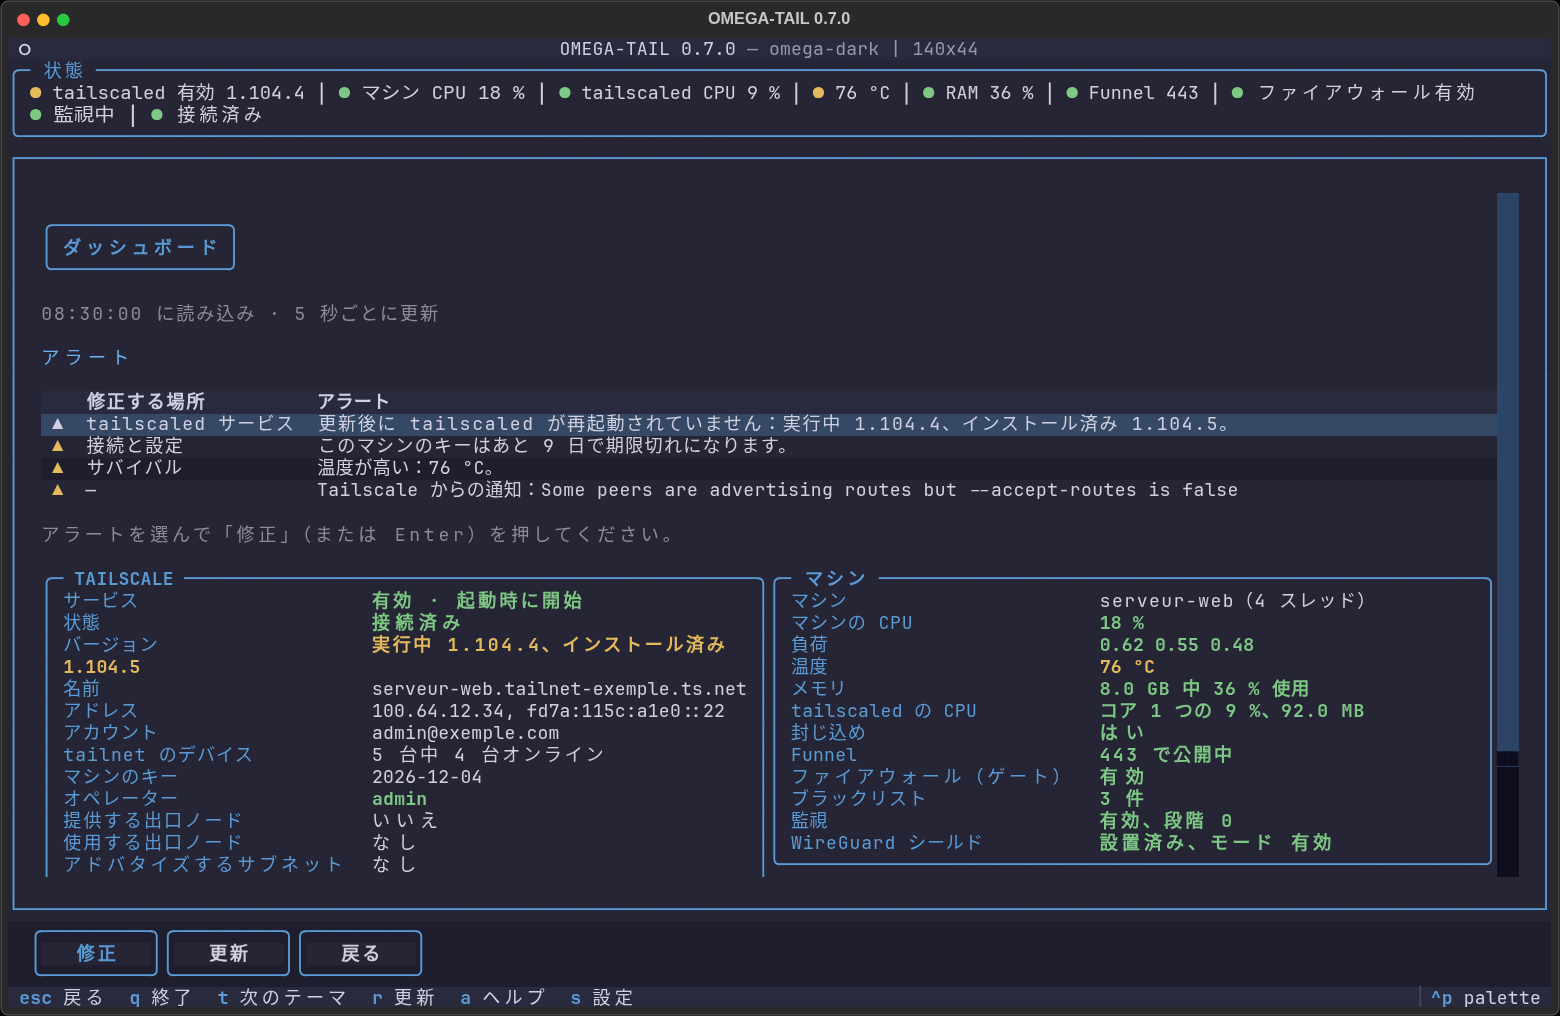 OMEGA-TAIL 0.7.0
OMEGA-TAIL 0.7.0 — omega-dark | 140x44
状態
tailscaled 有効 1.104.4 | マシン CPU 18 % | tailscaled CPU 9 % | 76 °C | RAM 36 % | Funnel 443 | ファイアウォール有効
監視中 | 接続済み
ダッシュボード
08:30:00 に読み込み · 5 秒ごとに更新
アラート
修正する場所 アラート
▲ tailscaled サービス 更新後に tailscaled が再起動されていません：実行中 1.104.4、インストール済み 1.104.5。
▲ 接続と設定 このマシンのキーはあと 9 日で期限切れになります。
▲ サバイバル 温度が高い：76 °C。
▲ — Tailscale からの通知：Some peers are advertising routes but --accept-routes is false
アラートを選んで「修正」（または Enter）を押してください。
TAILSCALE
サービス 有効 · 起動時に開始
状態 接続済み
バージョン 実行中 1.104.4、インストール済み
1.104.5
名前 serveur-web.tailnet-exemple.ts.net
アドレス 100.64.12.34, fd7a:115c:a1e0::22
アカウント admin@exemple.com
tailnet のデバイス 5 台中 4 台オンライン
マシンのキー 2026-12-04
オペレーター admin
提供する出口ノード いいえ
使用する出口ノード なし
アドバタイズするサブネット なし
マシン
マシン serveur-web（4 スレッド）
マシンの CPU 18 %
負荷 0.62 0.55 0.48
温度 76 °C
メモリ 8.0 GB 中 36 % 使用
tailscaled の CPU コア 1 つの 9 %、92.0 MB
封じ込め はい
Funnel 443 で公開中
ファイアウォール（ゲート） 有効
ブラックリスト 3 件
監視 有効、段階 0
WireGuard シールド 設置済み、モード 有効
修正 更新 戻る
esc 戻る q 終了 t 次のテーマ r 更新 a ヘルプ s 設定 ^p palette